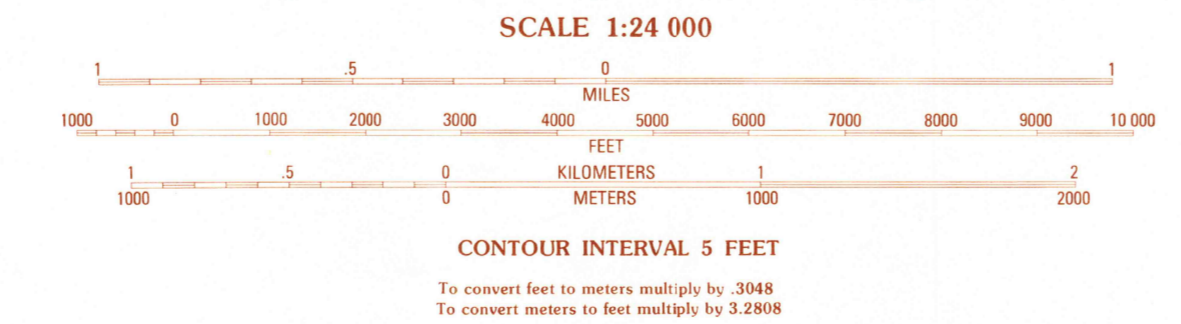 SCALE 1:24 000
1 .5 0 1
MILES
1000 0 1000 2000 3000 4000 5000 6000 7000 8000 9000 10 000
FEET
1 .5 0 KILOMETERS 1 2
1000 0 METERS 1000 2000
CONTOUR INTERVAL 5 FEET
To convert feet to meters multiply by .3048
To convert meters to feet multiply by 3.2808